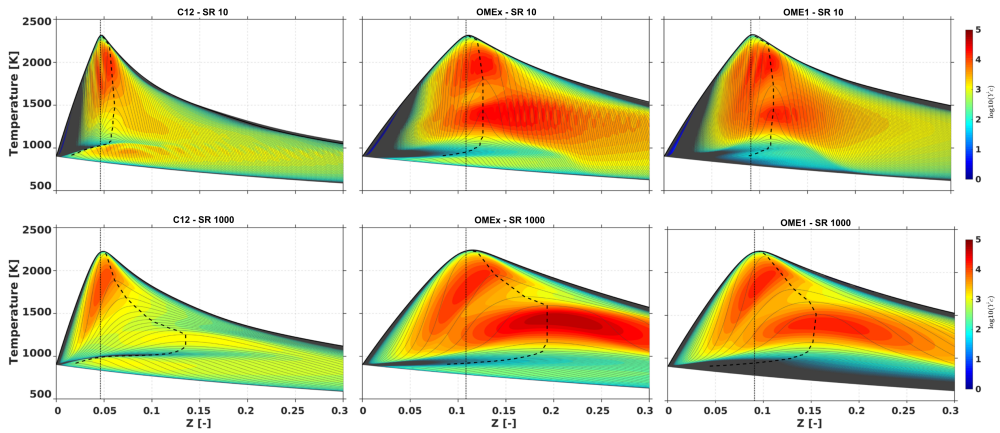 C12 - SR 10
OMEx - SR 10
OME1 - SR 10
2500
2000
1500
1000
500
Temperature [K]
5
4
3
2
1
0
log10(Ẏc)
C12 - SR 1000
OMEx - SR 1000
OME1 - SR 1000
2500
2000
1500
1000
500
Temperature [K]
0 0.05 0.1 0.15 0.2 0.25 0.3
0 0.05 0.1 0.15 0.2 0.25 0.3
0 0.05 0.1 0.15 0.2 0.25 0.3
Z [-]
Z [-]
Z [-]
5
4
3
2
1
0
log10(Ẏc)